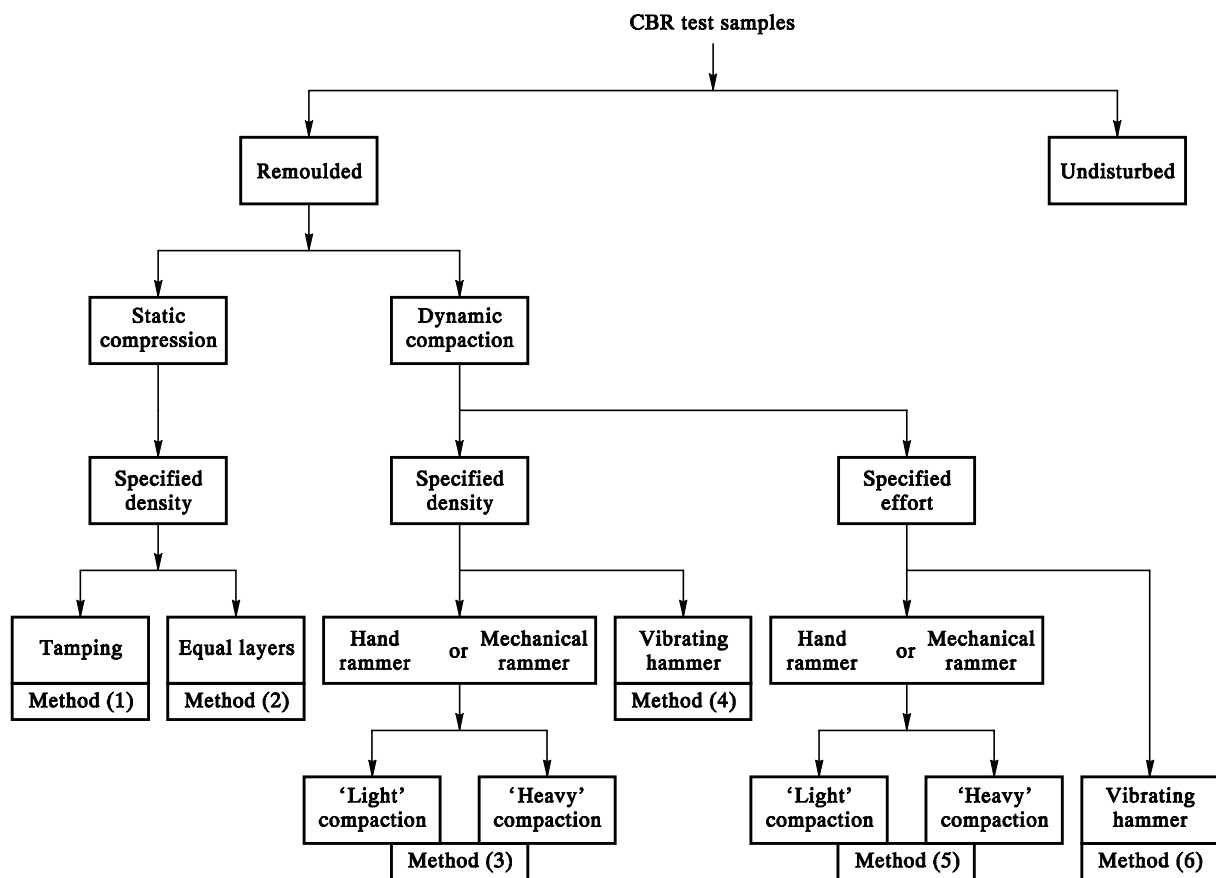 CBR test samples
Remoulded
Undisturbed
Static
compression
Dynamic
compaction
Specified
density
Specified
density
Specified
effort
Tamping
Method (1)
Equal layers
Method (2)
Hand
rammer
or
Mechanical
rammer
Vibrating
hammer
Method (4)
Hand
rammer
or
Mechanical
rammer
‘Light’
compaction
‘Heavy’
compaction
Method (3)
‘Light’
compaction
‘Heavy’
compaction
Method (5)
Vibrating
hammer
Method (6)